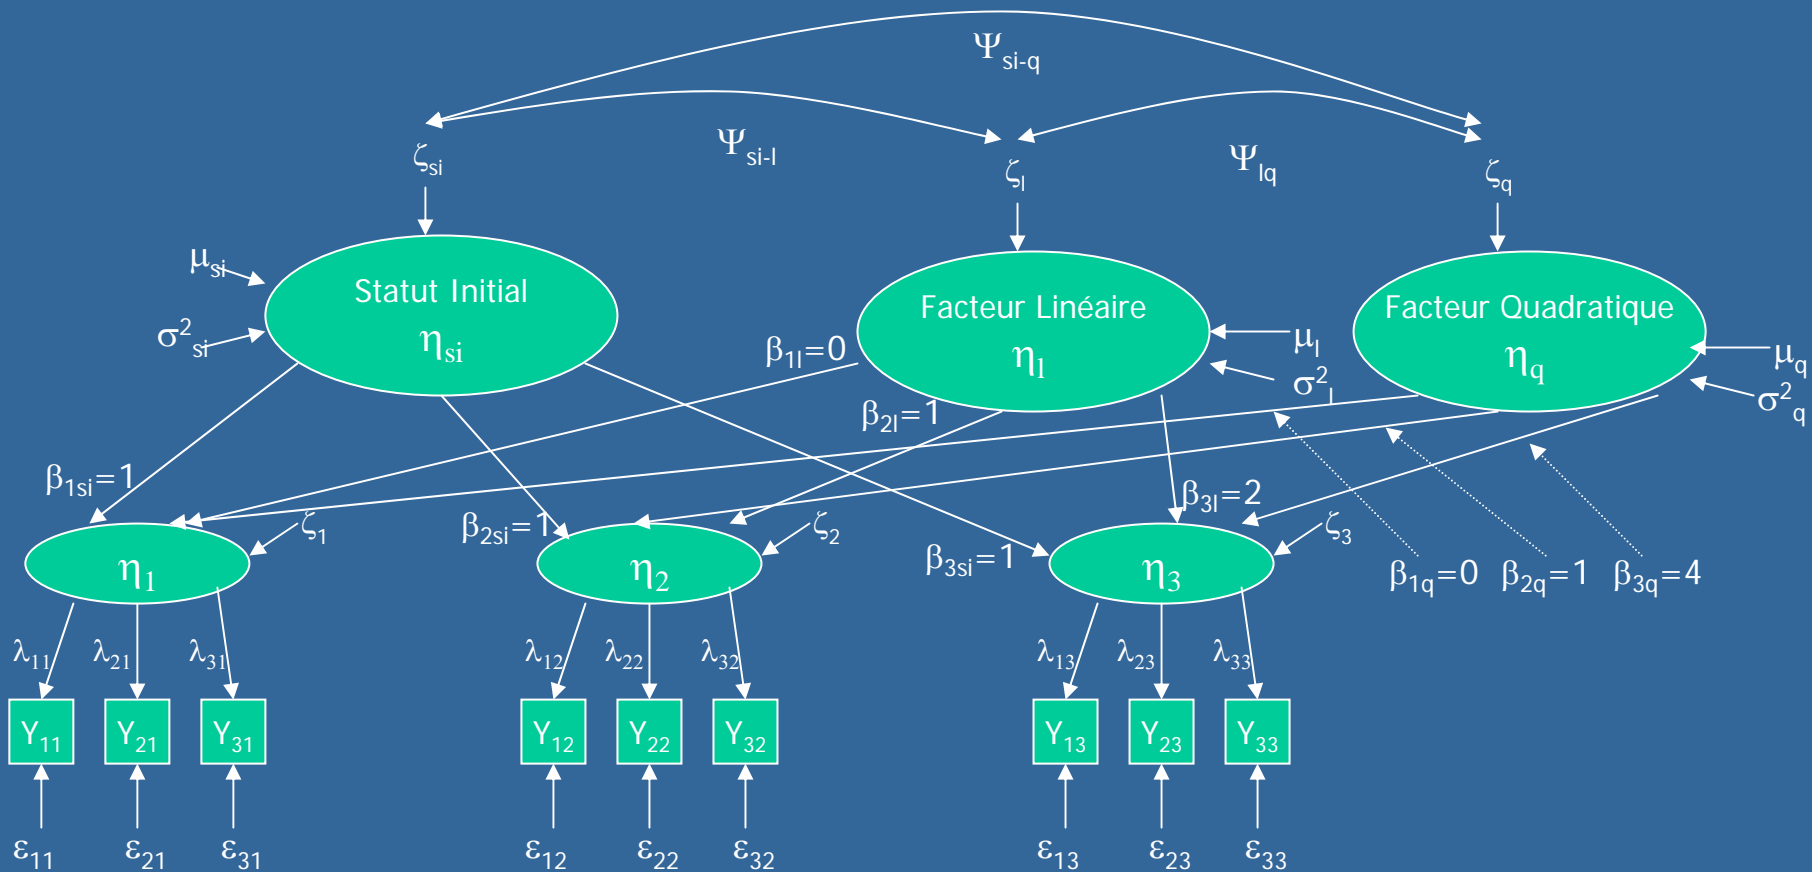 Ψsi-q
Ψsi-l
Ψlq
ζsi
ζl
ζq
μsi
σ²si
Statut Initial
ηsi
Facteur Linéaire
ηl
Facteur Quadratique
ηq
μl
σ²l
μq
σ²q
β1l=0
β2l=1
β1si=1
β2si=1
β3si=1
β3l=2
β1q=0
β2q=1
β3q=4
η1
ζ1
η2
ζ2
η3
ζ3
λ11 λ21 λ31
λ12 λ22 λ32
λ13 λ23 λ33
Y11 Y21 Y31
Y12 Y22 Y32
Y13 Y23 Y33
ε11 ε21 ε31
ε12 ε22 ε32
ε13 ε23 ε33